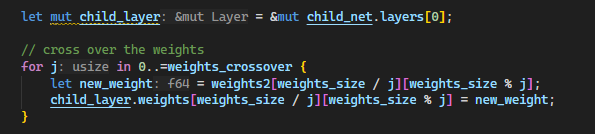 let mut child_layer: &mut Layer = &mut child_net.layers[0];
// cross over the weights
for j: usize in 0..=weights_crossover {
let new_weight: f64 = weights2[weights_size / j][weights_size % j];
child_layer.weights[weights_size / j][weights_size % j] = new_weight;
}